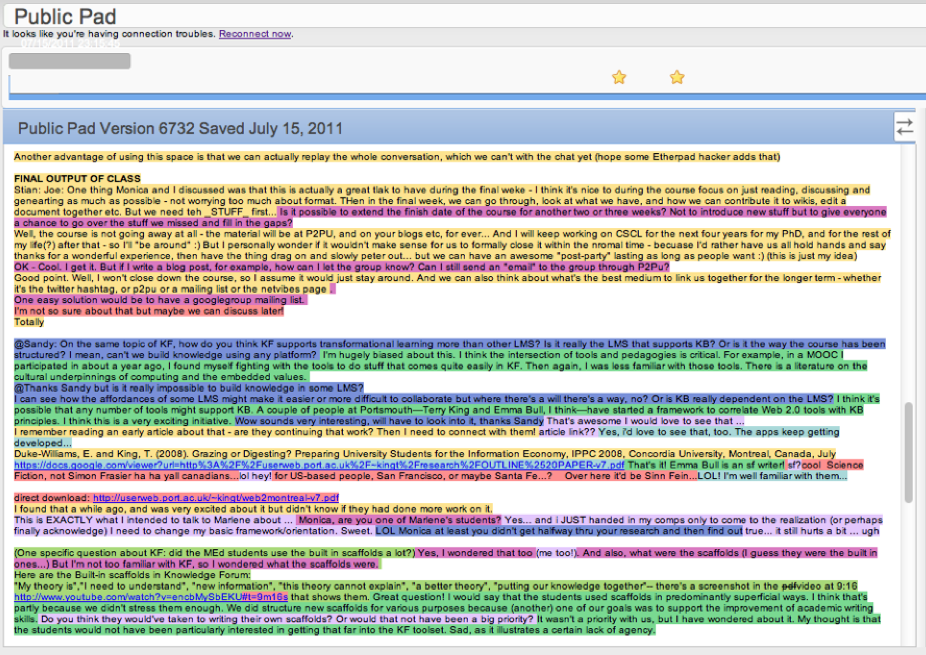 Public Pad
It looks like you're having connection troubles. Reconnect now.
Public Pad Version 6732 Saved July 15, 2011
Another advantage of using this space is that we can actually replay the whole conversation, which we can't with the chat yet (hope some Etherpad hacker adds that)
FINAL OUTPUT OF CLASS
Stian: Joe: One thing Monica and I discussed was that this is actually a great tlak to have during the final weke - I think it's nice to during the course focus on just reading, discussing and
genearting as much as possible - not worrying too much about format. THen in the final week, we can go through, look at what we have, and how we can contribute it to wikis, edit a
document together etc. But we need teh _STUFF_ first... Is it possible to extend the finish date of the course for another two or three weeks? Not to introduce new stuff but to give everyone
a chance to go over the stuff we missed and fill in the gaps?
Well, the course is not going away at all - the material will be at P2PU, and on your blogs etc, for ever... And I will keep working on CSCL for the next four years for my PhD, and for the rest of
my life(?) after that - so I'll "be around" :) But I personally wonder if it wouldn't make sense for us to formally close it within the nromal time - becuase I'd rather have us all hold hands and say
thanks for a wonderful experience, then have the thing drag on and slowly peter out... but we can have an awesome "post-party" lasting as long as people want :) (this is just my idea)
OK - Cool. I get it. But if I write a blog post, for example, how can I let the group know? Can I still send an "email" to the group through P2Pu?
Good point. Well, I won't close down the course, so I assume it would just stay around. And we can also think about what's the best medium to link us together for the longer term - whether
it's the twitter hashtag, or p2pu or a mailing list or the netvibes page .
One easy solution would be to have a googlegroup mailing list.
I'm not so sure about that but maybe we can discuss later!
Totally
@Sandy: On the same topic of KF, how do you think KF supports transformational learning more than other LMS? Is it really the LMS that supports KB? Or is it the way the course has been
structured? I mean, can't we build knowledge using any platform? I'm hugely biased about this. I think the intersection of tools and pedagogies is critical. For example, in a MOOC I
participated in about a year ago, I found myself fighting with the tools to do stuff that comes quite easily in KF. Then again, I was less familiar with those tools. There is a literature on the
cultural underpinnings of computing and the embedded values.
@Thanks Sandy but is it really impossible to build knowledge in some LMS?
I can see how the affordances of some LMS might make it easier or more difficult to collaborate but where there's a will there's a way, no? Or is KB really dependent on the LMS? I think it's
possible that any number of tools might support KB. A couple of people at Portsmouth—Terry King and Emma Bull, I think—have started a framework to correlate Web 2.0 tools with KB
principles. I think this is a very exciting initiative. Wow sounds very interesting, will have to look into it, thanks Sandy That's awesome I would love to see that ...
I remember reading an early article about that - are they continuing that work? Then I need to connect with them! article link?? Yes, i'd love to see that, too. The apps keep getting
developed...
Duke-Williams, E. and King, T. (2008). Grazing or Digesting? Preparing University Students for the Information Economy, IPPC 2008, Concordia University, Montreal, Canada, July
https://docs.google.com/viewer?url=http%3A%2F%2Fuserweb.port.ac.uk%2F~kingt%2Fresearch%2FOUTLINE%2520PAPER-v7.pdf That's it! Emma Bull is an sf writer! sf?cool Science
Fiction, not Simon Frasier ha ha yall canadians...lol hey! for US-based people, San Francisco, or maybe Santa Fe...? Over here it'd be Sinn Fein...LOL! I'm well familiar with them...
direct download: http://userweb.port.ac.uk/~kingt/web2montreal-v7.pdf
I found that a while ago, and was very excited about it but didn't know if they had done more work on it.
This is EXACTLY what I intended to talk to Marlene about ... Monica, are you one of Marlene's students? Yes... and I JUST handed in my comps only to come to the realization (or perhaps
finally acknowledge) I need to change my basic framework/orientation. Sweet. LOL Monica at least you didn't get halfway thru your research and then find out true... it still hurts a bit ... ugh
(One specific question about KF: did the MEd students use the built in scaffolds a lot?) Yes, I wondered that too (me too!). And also, what were the scaffolds (I guess they were the built in
ones...) But I'm not too familiar with KF, so I wondered what the scaffolds were.
Here are the Built-in scaffolds in Knowledge Forum:
"My theory is","I need to understand", "new information", "this theory cannot explain", "a better theory", "putting our knowledge together"-- there's a screenshot in the pdfvideo at 9:16
http://www.youtube.com/watch?v=encbMySbEKU#t=9m16s that shows them. Great question! I would say that the students used scaffolds in predominantly superficial ways. I think that's
partly because we didn't stress them enough. We did structure new scaffolds for various purposes because (another) one of our goals was to support the improvement of academic writing
skills. Do you think they would've taken to writing their own scaffolds? Or would that not have been a big priority? It wasn't a priority with us, but I have wondered about it. My thought is that
the students would not have been particularly interested in getting that far into the KF toolset. Sad, as it illustrates a certain lack of agency.